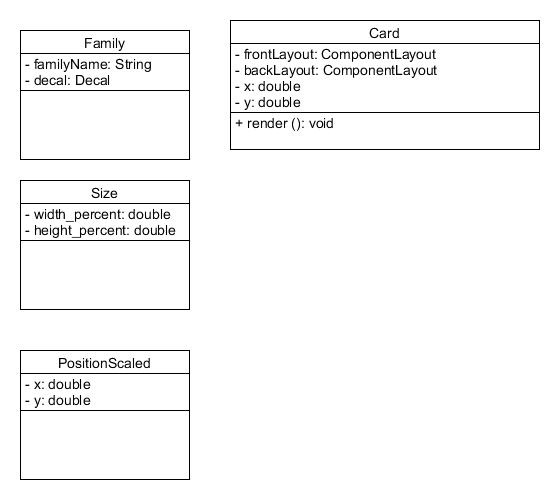 Family
- familyName: String
- decal: Decal
Card
- frontLayout: ComponentLayout
- backLayout: ComponentLayout
- x: double
- y: double
+ render (): void
Size
- width_percent: double
- height_percent: double
PositionScaled
- x: double
- y: double